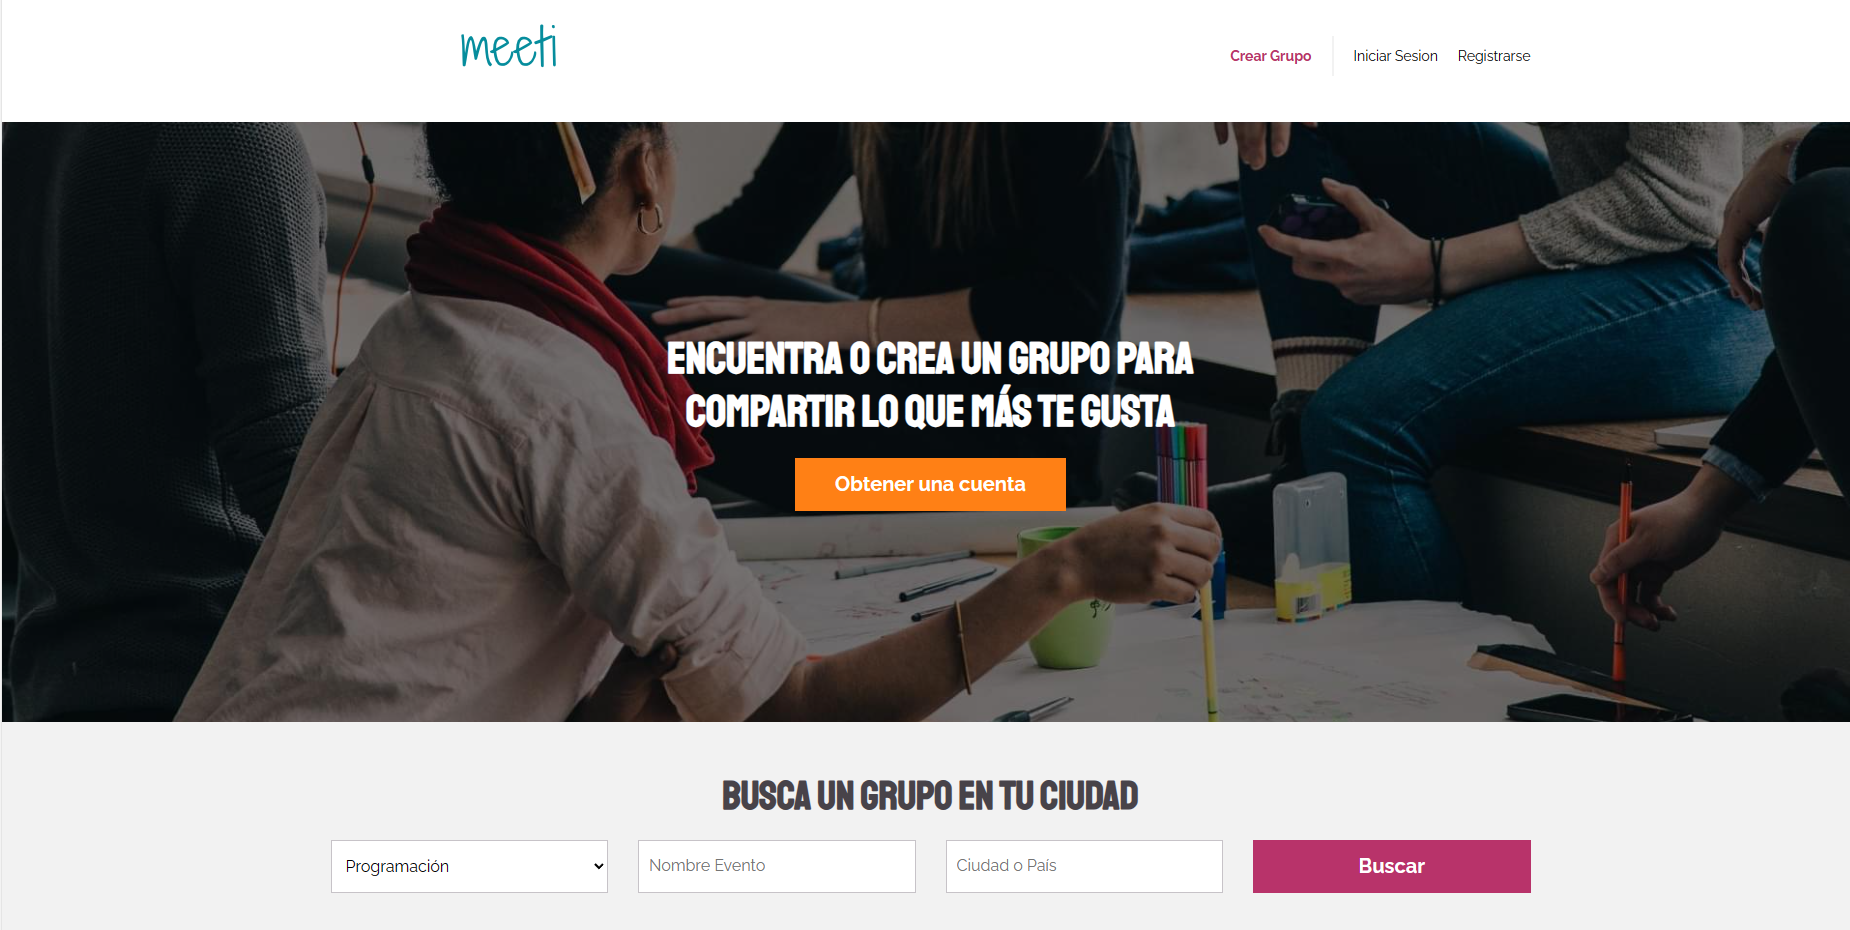 meeti
Crear Grupo
Iniciar Sesion
Registrarse
ENCUENTRA O CREA UN GRUPO PARA
COMPARTIR LO QUE MÁS TE GUSTA
Obtener una cuenta
BUSCA UN GRUPO EN TU CIUDAD
Programación
Nombre Evento
Ciudad o País
Buscar